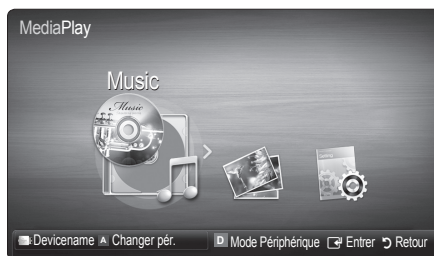 MediaPlay
Music
Music
Devicename A Changer pér. D Mode Périphérique Entrer Retour